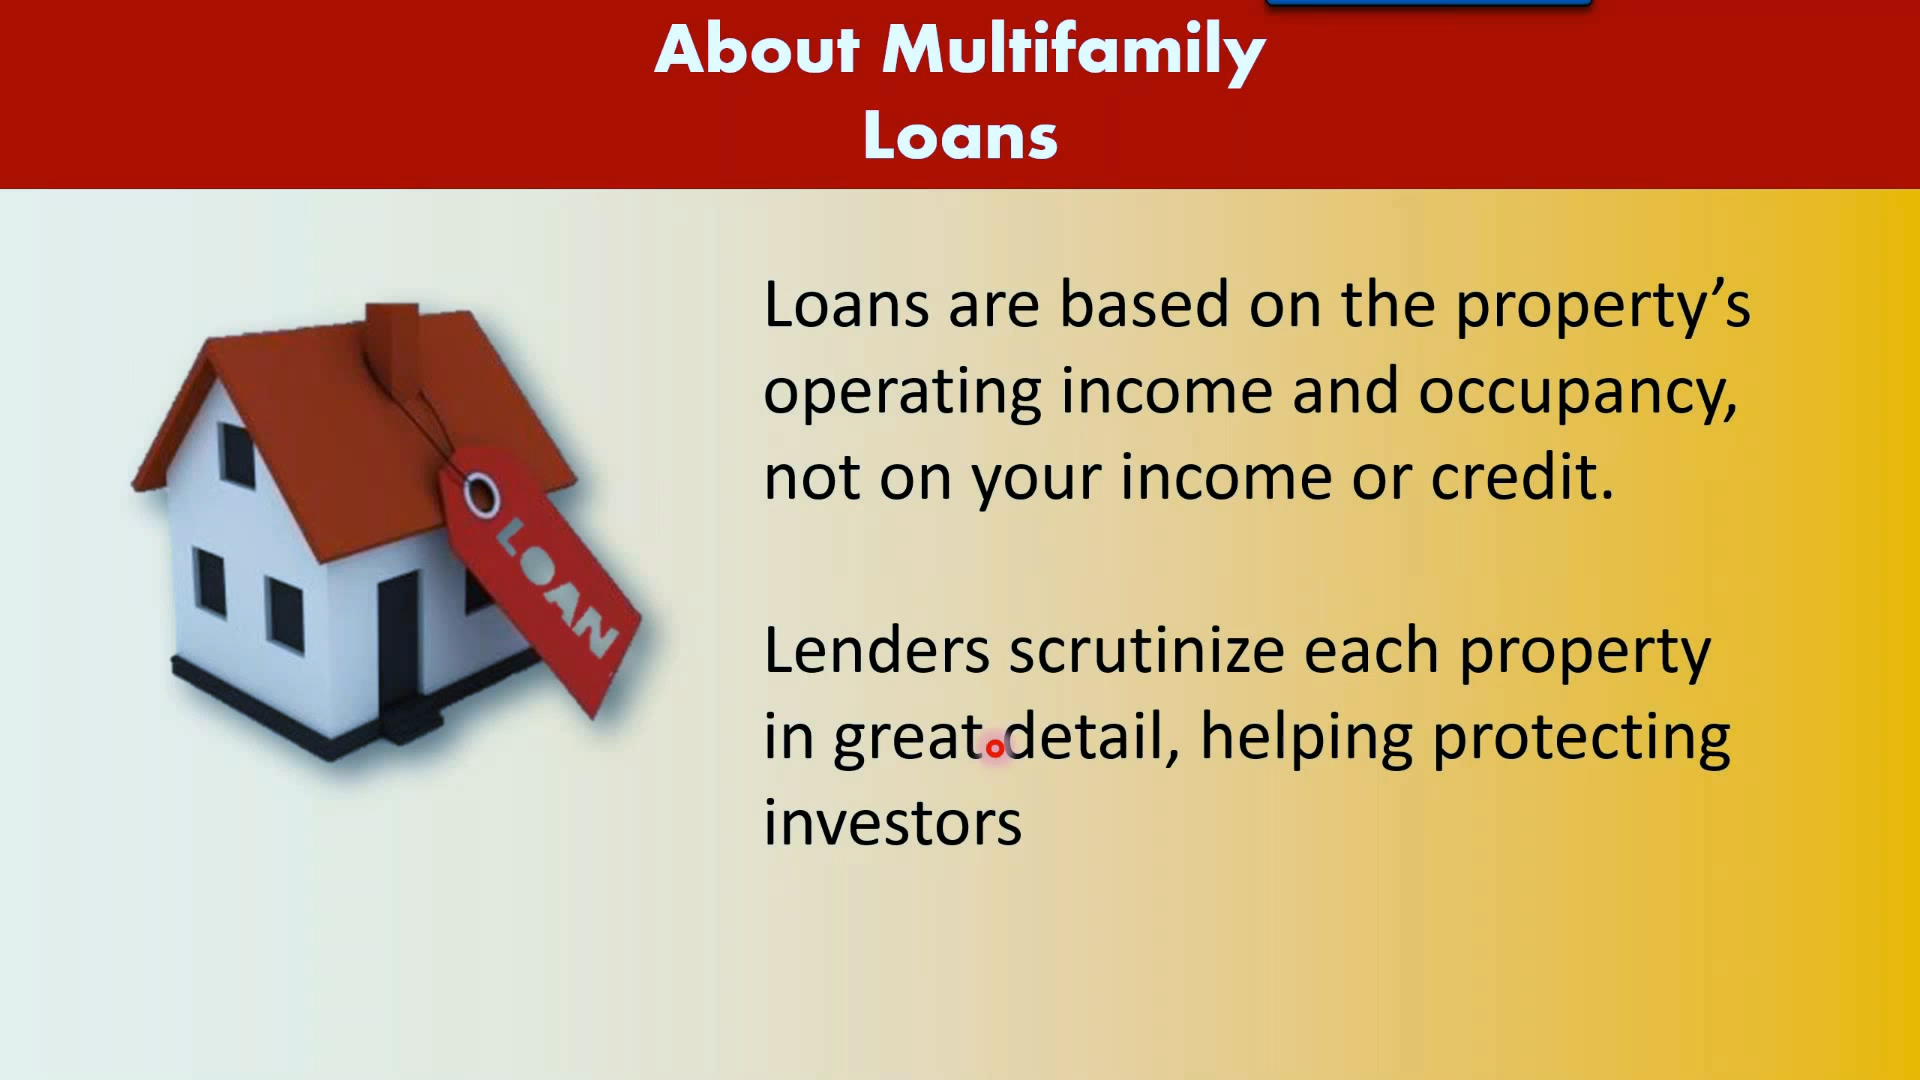 About Multifamily
Loans
Loans are based on the property’s
operating income and occupancy,
not on your income or credit.
LOAN
Lenders scrutinize each property
in great detail, helping protecting
investors